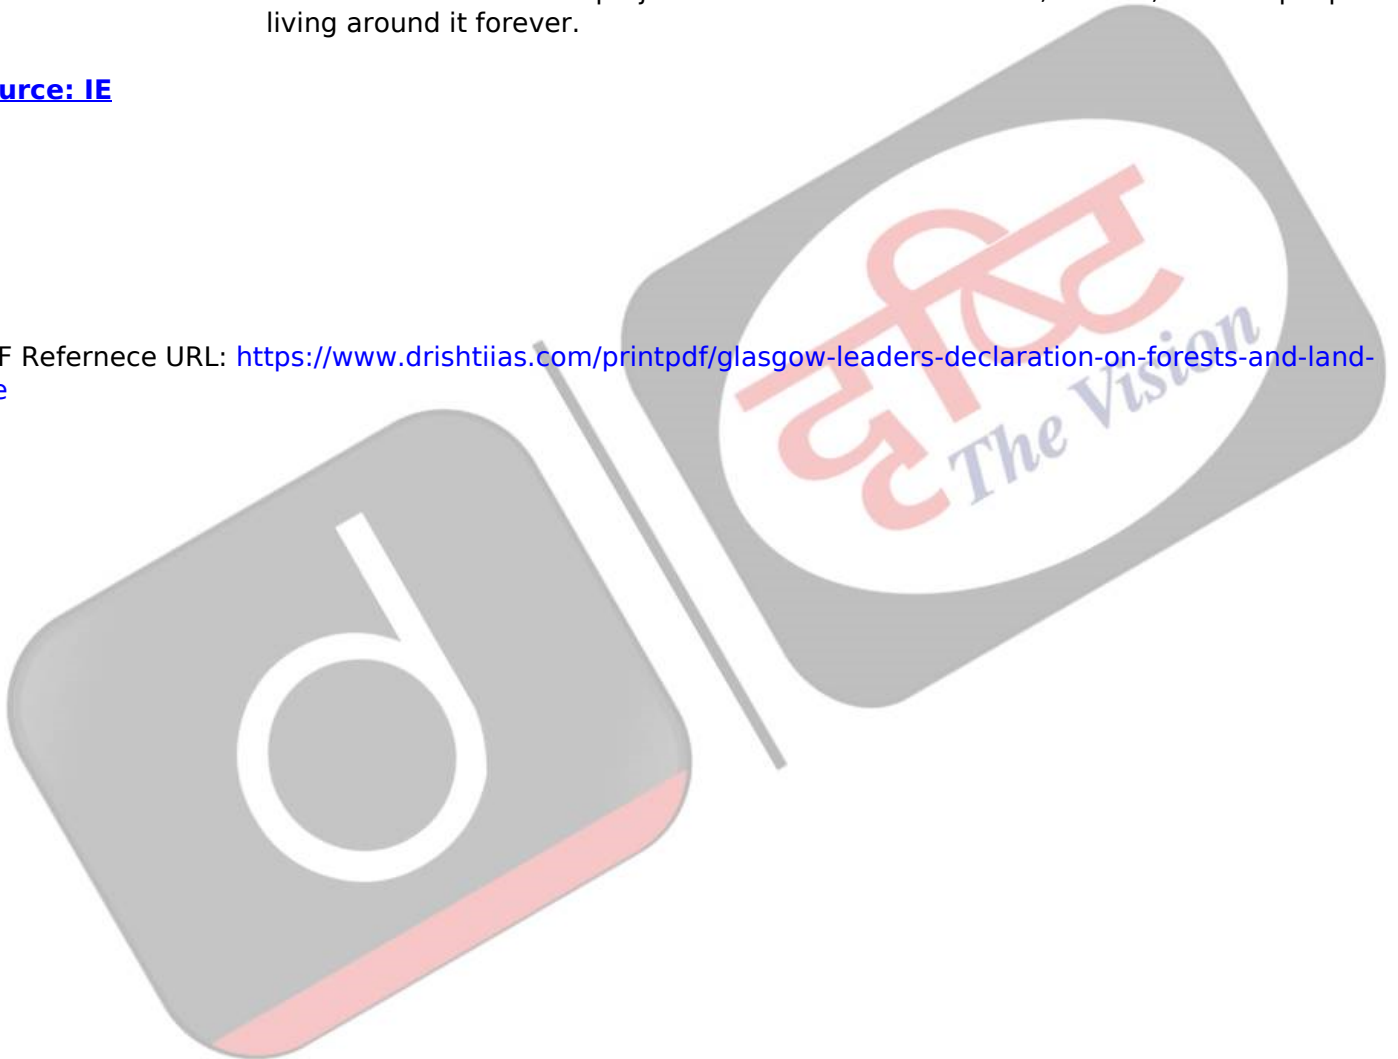 living around it forever.
urce: IE
F Refernece URL: https://www.drishtiias.com/printpdf/glasgow-leaders-declaration-on-forests-and-land-
e
दृष्टि
The Vision
d